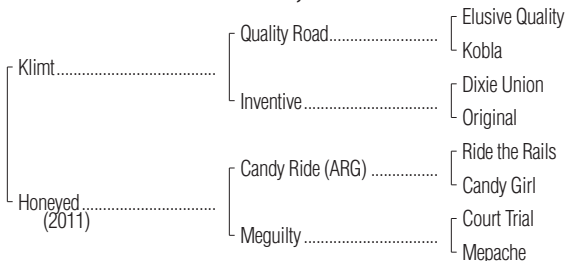 Elusive Quality
Quality Road
Kobla
Klimt
Dixie Union
Inventive
Original
Ride the Rails
Candy Ride (ARG)
Candy Girl
Honeyed
(2011)
Court Trial
Meguilty
Mepache